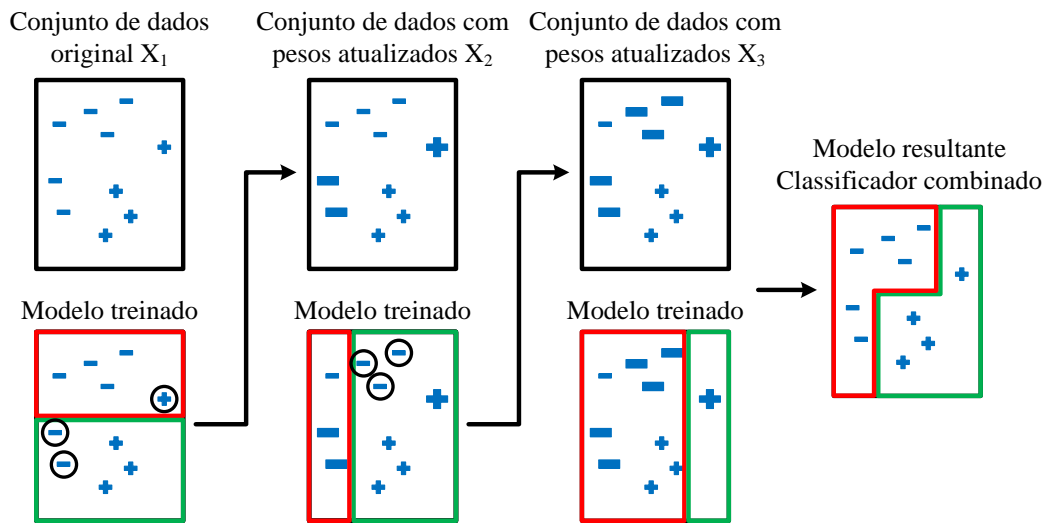 Conjunto de dados
original X₁
Conjunto de dados com
pesos atualizados X₂
Conjunto de dados com
pesos atualizados X₃
Modelo resultante
Classificador combinado
Modelo treinado
Modelo treinado
Modelo treinado